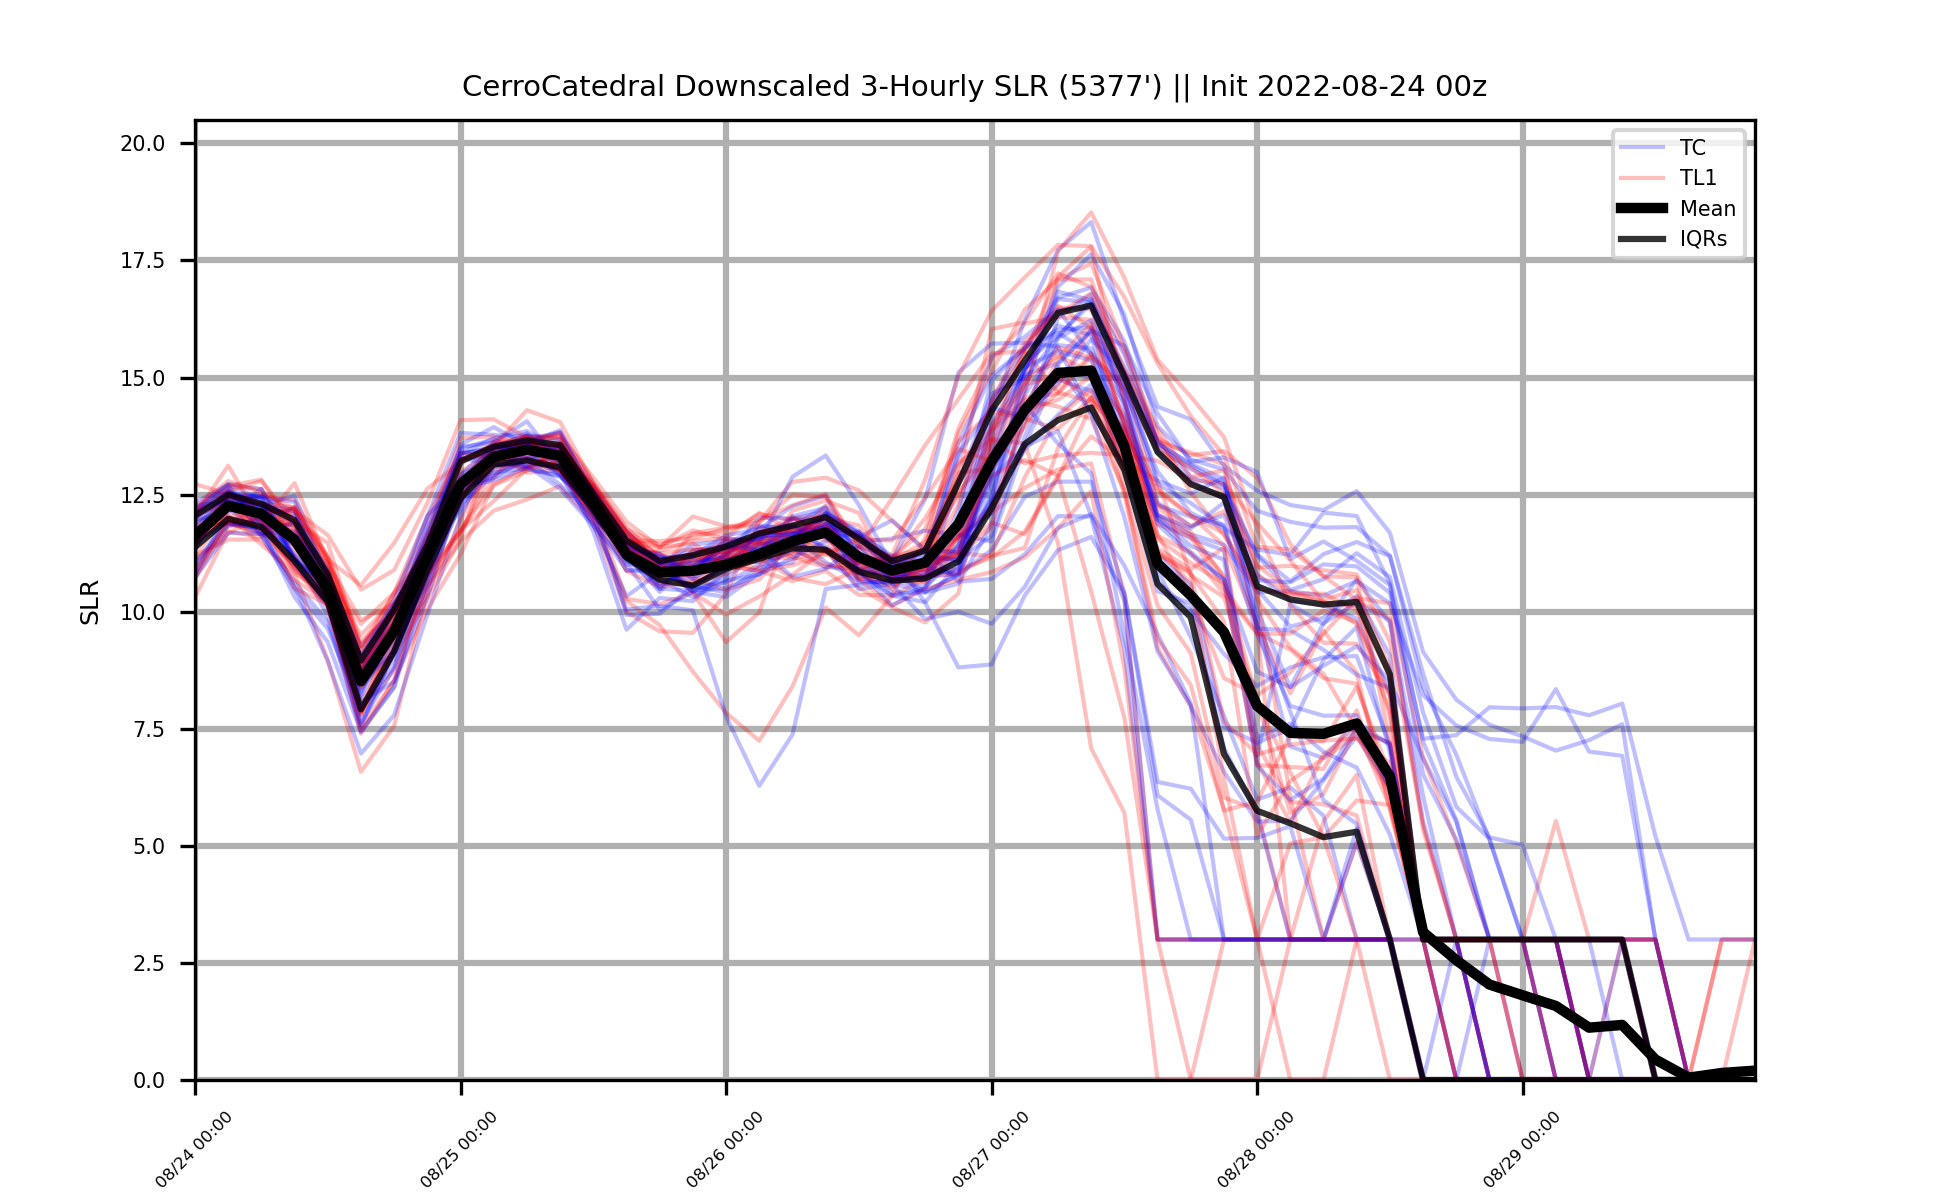 CerroCatedral Downscaled 3-Hourly SLR (5377') || Init 2022-08-24 00z
TC
TL1
Mean
IQRs
SLR
20.0
17.5
15.0
12.5
10.0
7.5
5.0
2.5
0.0
08/24 00:00
08/25 00:00
08/26 00:00
08/27 00:00
08/28 00:00
08/29 00:00